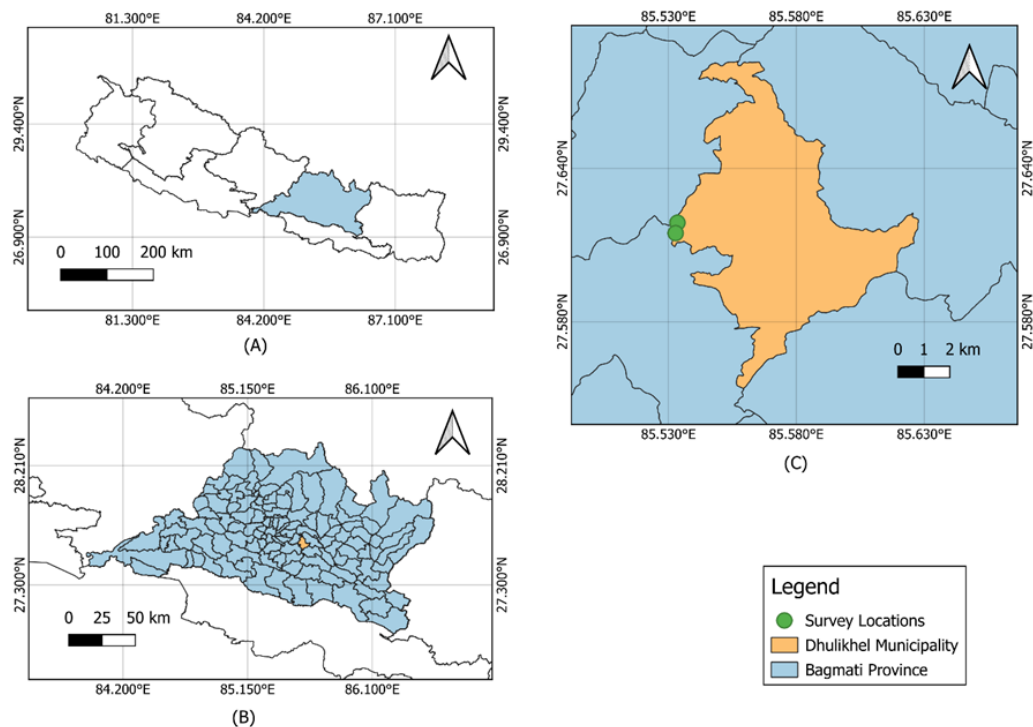 81.300°E 84.200°E 87.100°E
29.400°N 29.400°N
26.900°N 26.900°N
0 100 200 km
81.300°E 84.200°E 87.100°E
(A)
84.200°E 85.150°E 86.100°E
28.210°N 28.210°N
27.300°N 27.300°N
0 25 50 km
84.200°E 85.150°E 86.100°E
(B)
85.530°E 85.580°E 85.630°E
27.640°N 27.640°N
27.580°N 27.580°N
0 1 2 km
85.530°E 85.580°E 85.630°E
(C)
Legend
Survey Locations
Dhulikhel Municipality
Bagmati Province